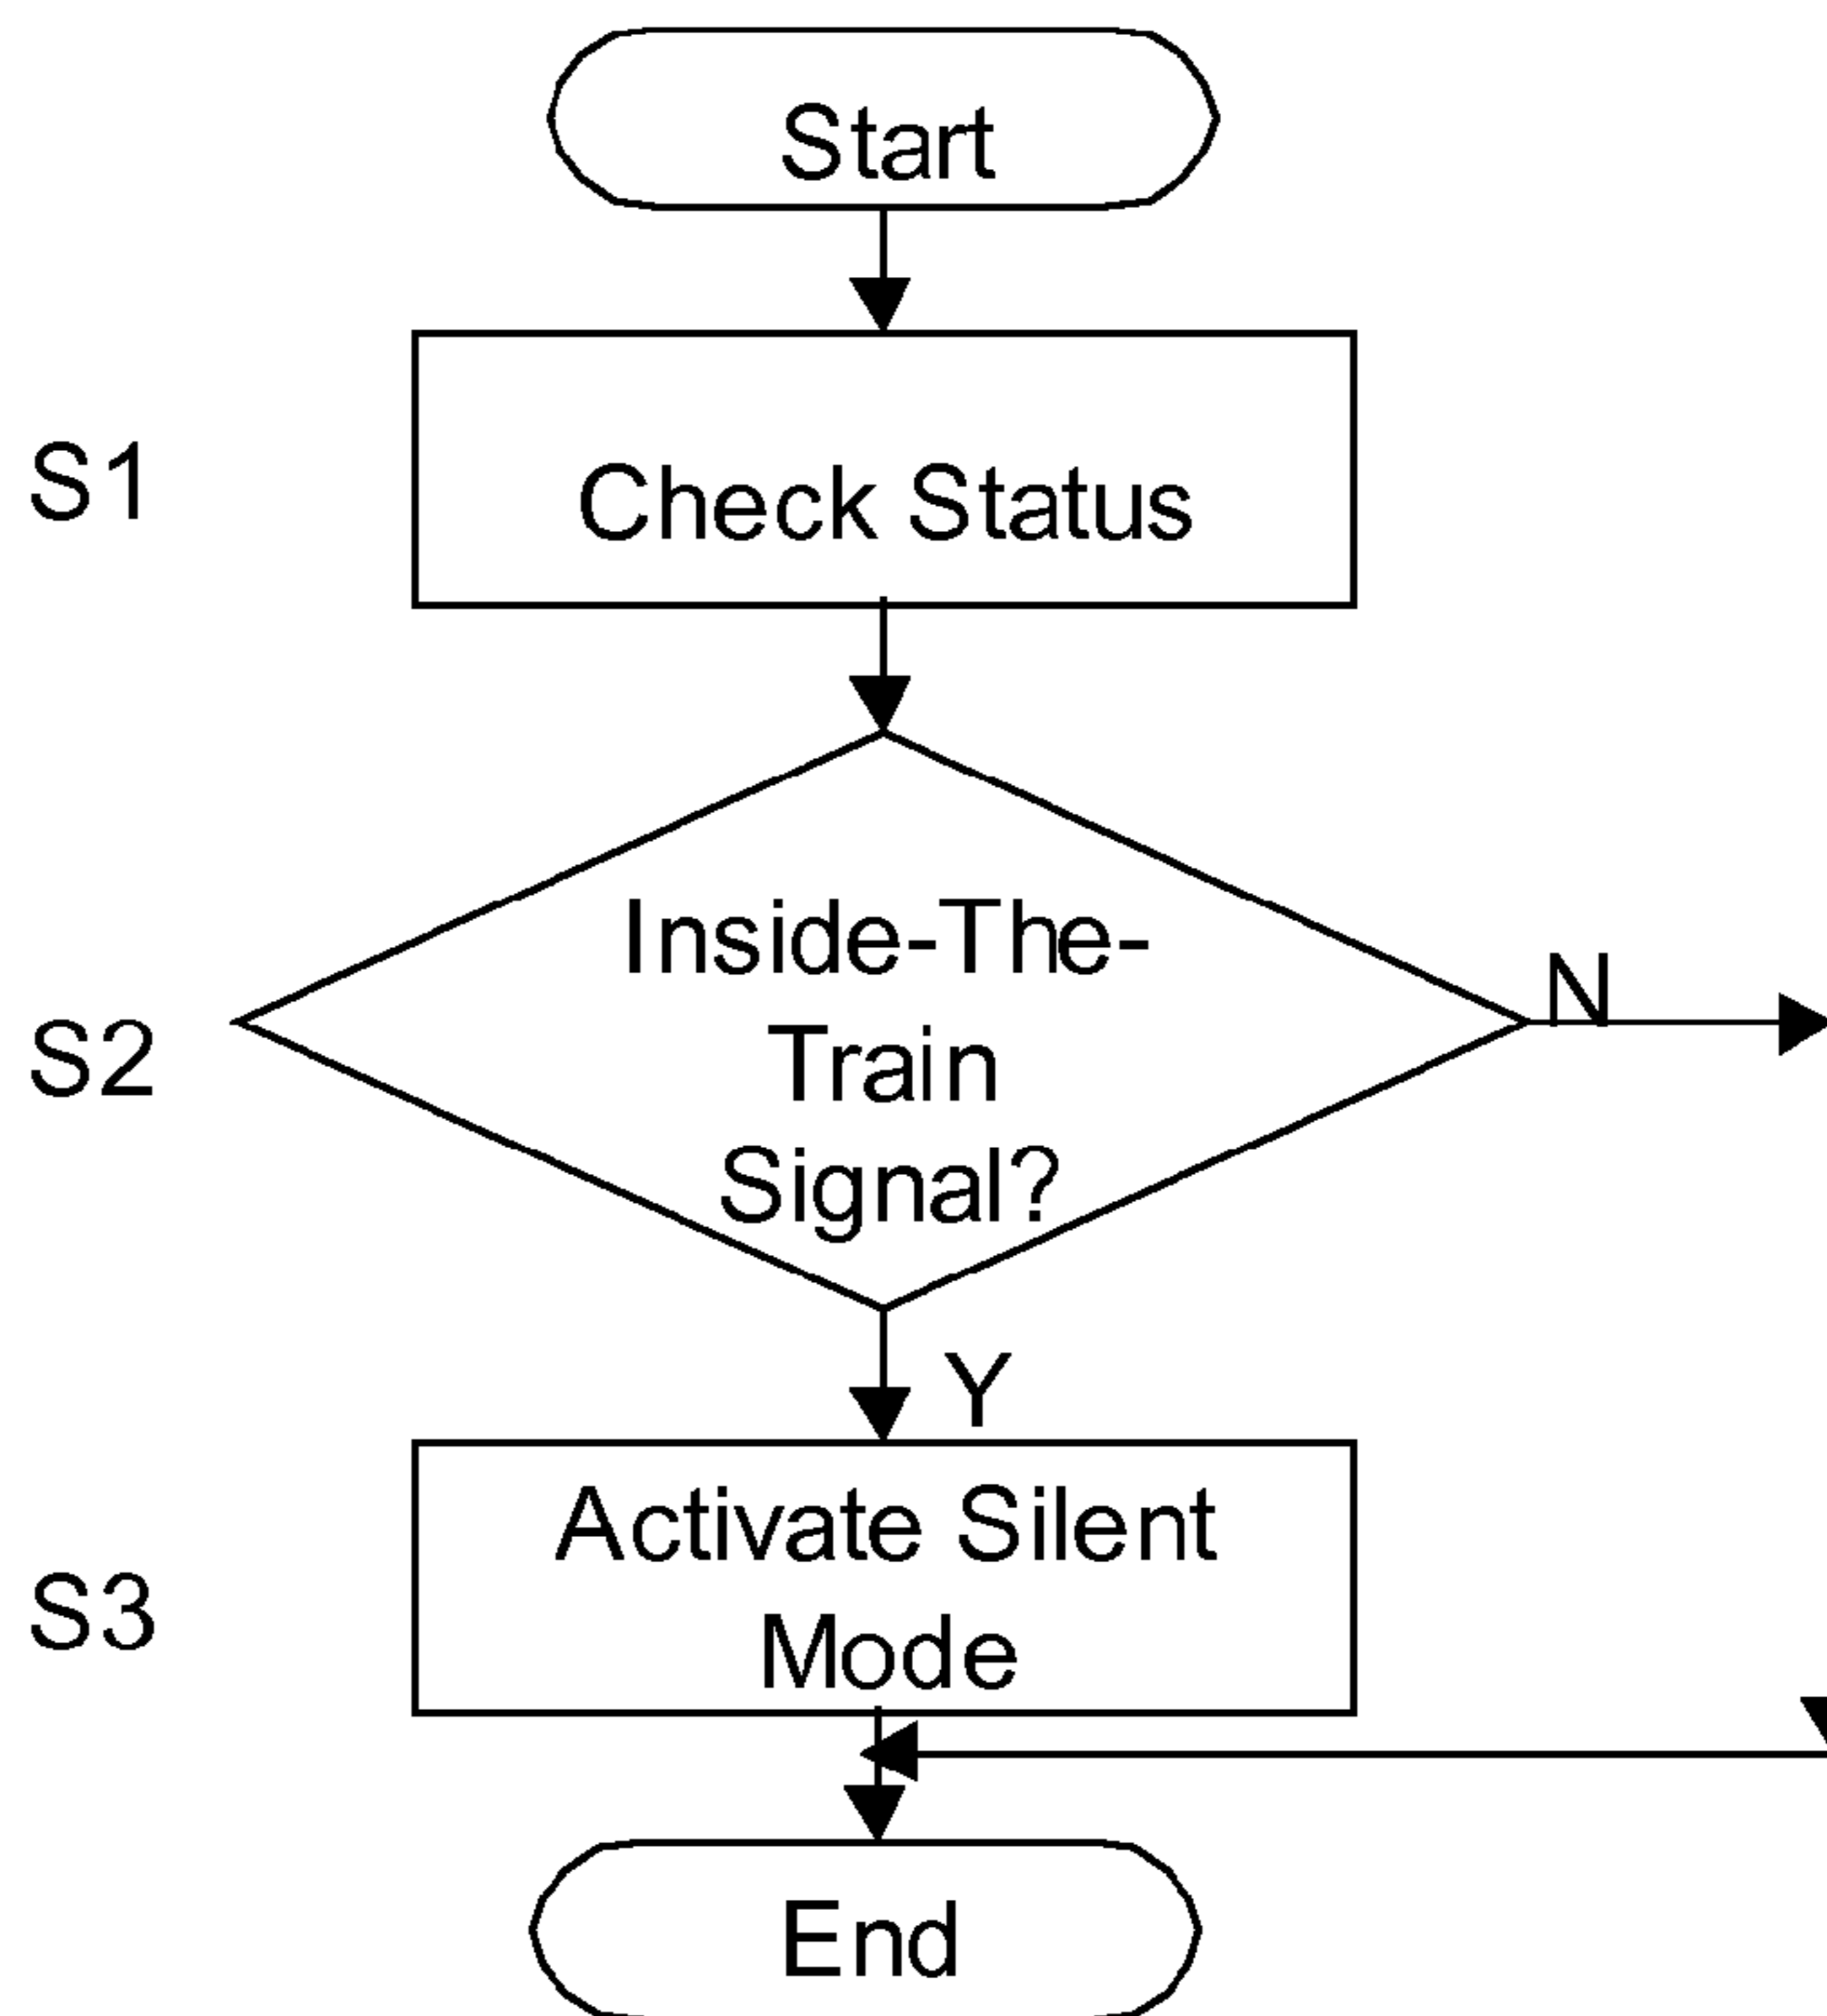 Start
S1
Check Status
Inside-The-
N
S2
Train
Signal?
Y
Activate Silent
S3
Mode
End